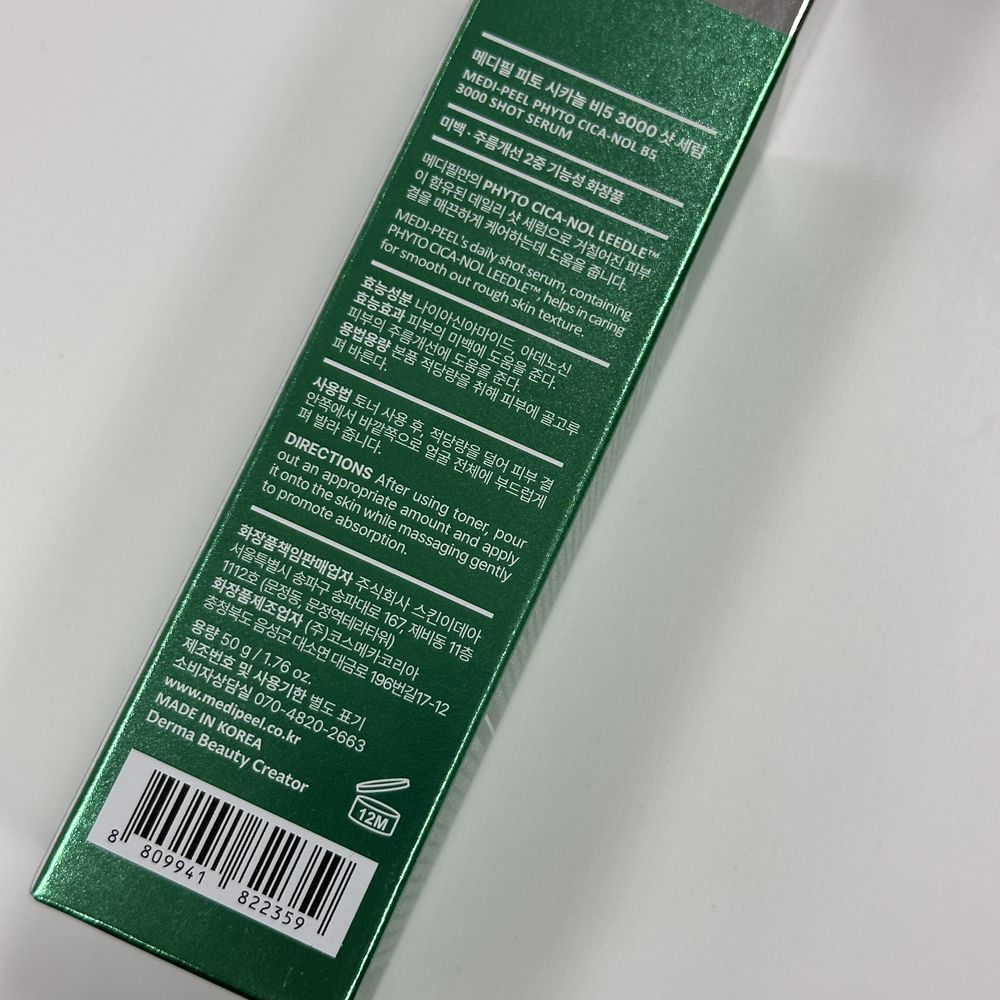 메디필 피토 시카놀 비5 3000 샷 세럼
MEDI-PEEL PHYTO CICA-NOL B5
3000 SHOT SERUM
미백 · 주름개선 2중 기능성 화장품
메디필만의 PHYTO CICA-NOL LEEDLE™
이 함유된 데일리 샷 세럼으로 거칠어진 피부
결을 매끈하게 케어하는데 도움을 줍니다.
MEDI-PEEL's daily shot serum, containing
PHYTO CICA-NOL LEEDLE™, helps in caring
for smooth out rough skin texture.
효능성분 나이아신아마이드, 아데노신
효능효과 피부의 미백에 도움을 준다.
피부의 주름개선에 도움을 준다.
용법용량 본품 적당량을 취해 피부에 골고루
펴 바른다.
사용법 토너 사용 후, 적당량을 덜어 피부 결
안쪽에서 바깥쪽으로 얼굴 전체에 부드럽게
펴 발라 줍니다.
DIRECTIONS After using toner, pour
out an appropriate amount and apply
it onto the skin while massaging gently
to promote absorption.
화장품책임판매업자 주식회사 스킨이데아
서울특별시 송파구 송파대로 167, 제비동 11층
1112호 (문정동, 문정역테라타워)
화장품제조업자 (주)코스메카코리아
충청북도 음성군 대소면 대금로 196번길17-12
용량 50 g / 1.76 oz.
제조번호 및 사용기한 별도 표기
소비자상담실 070-4820-2663
www.medipeel.co.kr
MADE IN KOREA
Derma Beauty Creator
12M
8 809941 822359